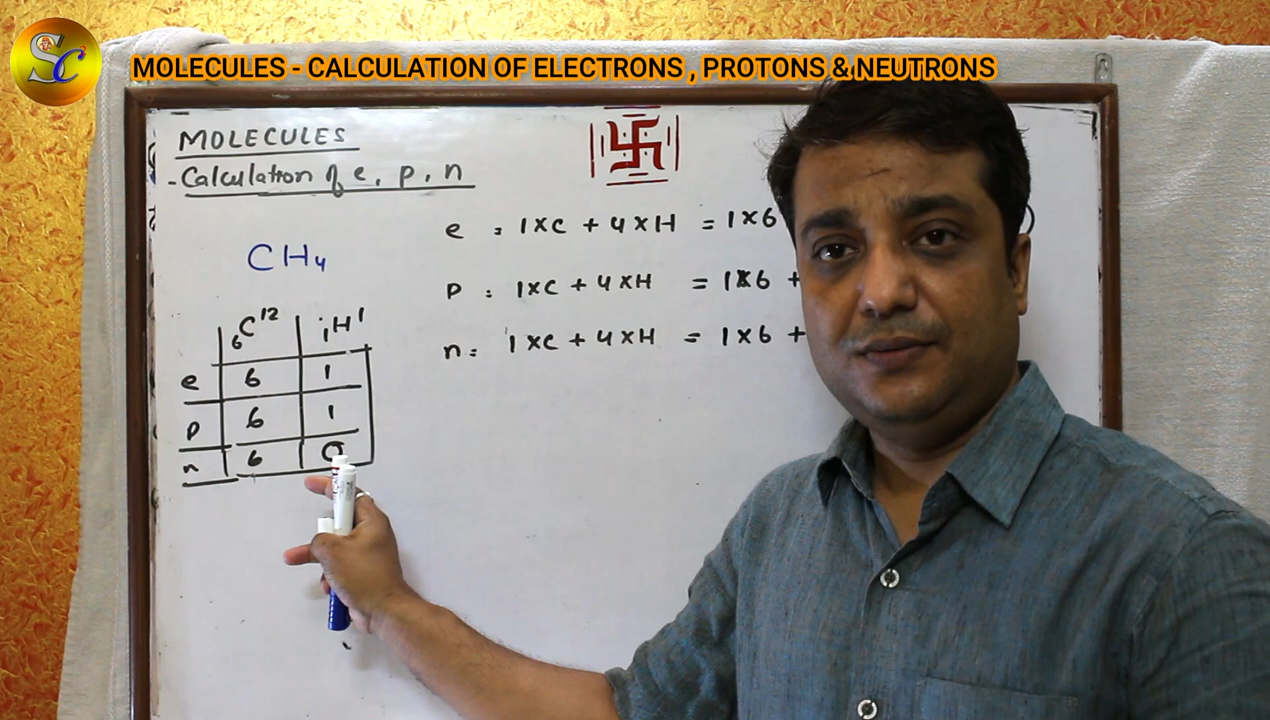 SC
MOLECULES - CALCULATION OF ELECTRONS , PROTONS & NEUTRONS
MOLECULES
- Calculation of e, p, n
CH4
e = 1×C + 4×H = 1×6
p = 1×C + 4×H = 1×6 +
n = 1×C + 4×H = 1×6 +
6C12 1H1
e 6 1
p 6 1
n 6 0